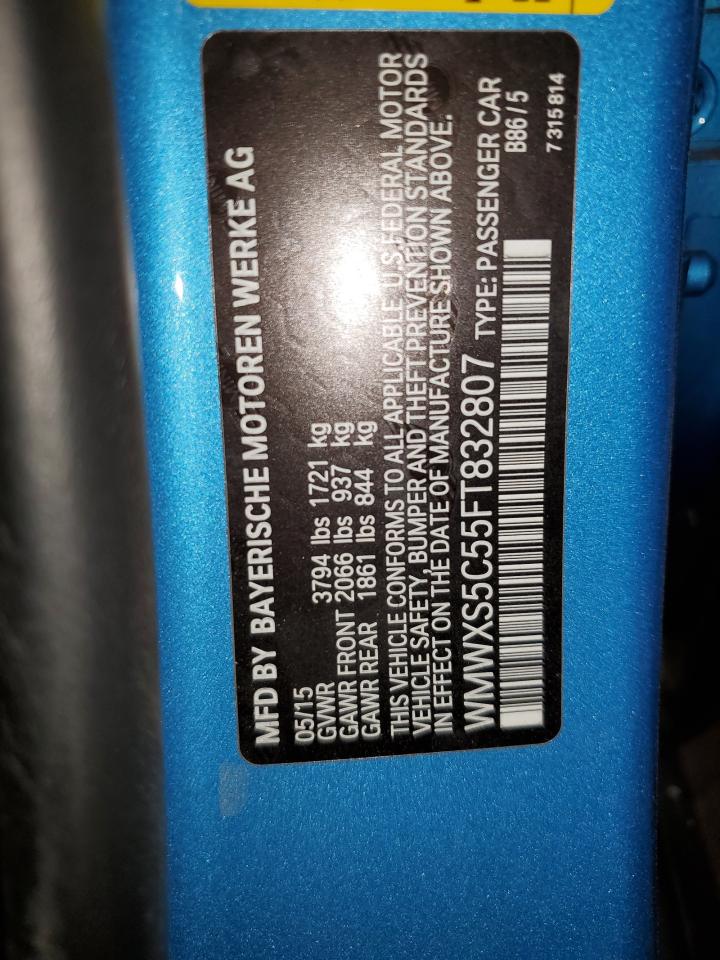 MFD BY BAYERISCHE MOTOREN WERKE AG
05/15
GVWR 3794 lbs 1721 kg
GAWR FRONT 2066 lbs 937 kg
GAWR REAR 1861 lbs 844 kg
THIS VEHICLE CONFORMS TO ALL APPLICABLE U.S.FEDERAL MOTOR
VEHICLE SAFETY, BUMPER AND THEFT PREVENTION STANDARDS
IN EFFECT ON THE DATE OF MANUFACTURE SHOWN ABOVE.
WMWXS5C55FT832807 TYPE: PASSENGER CAR
B86 / 5
7 315 814